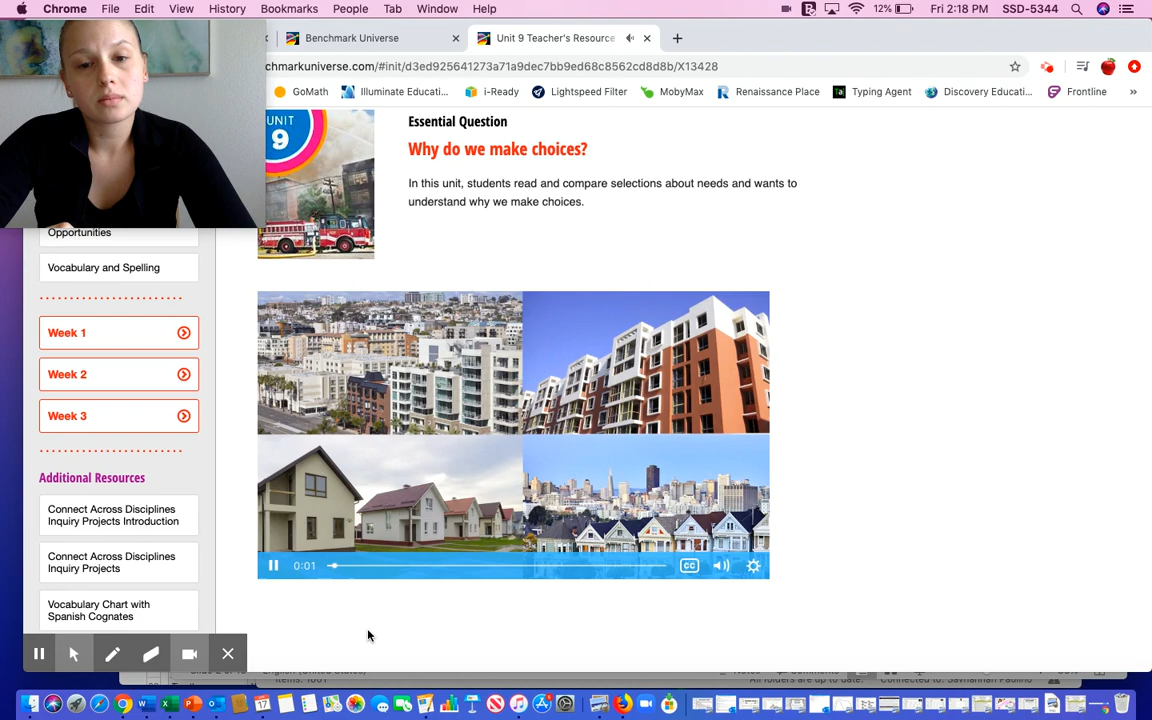 Chrome File Edit View History Bookmarks People Tab Window Help 12% Fri 2:18 PM SSD-5344
Benchmark Universe Unit 9 Teacher's Resource
chmarkuniverse.com/#init/d3ed925641273a71a9dec7bb9ed68c8562cd8d8b/X13428
GoMath Illuminate Educati... i-Ready Lightspeed Filter MobyMax Renaissance Place Typing Agent Discovery Educati... Frontline »
UNIT
9
Essential Question
Why do we make choices?
In this unit, students read and compare selections about needs and wants to
understand why we make choices.
Opportunities
Vocabulary and Spelling
Week 1
Week 2
Week 3
Additional Resources
Connect Across Disciplines
Inquiry Projects Introduction
Connect Across Disciplines
Inquiry Projects
Vocabulary Chart with
Spanish Cognates
0:01 CC
English (United States)